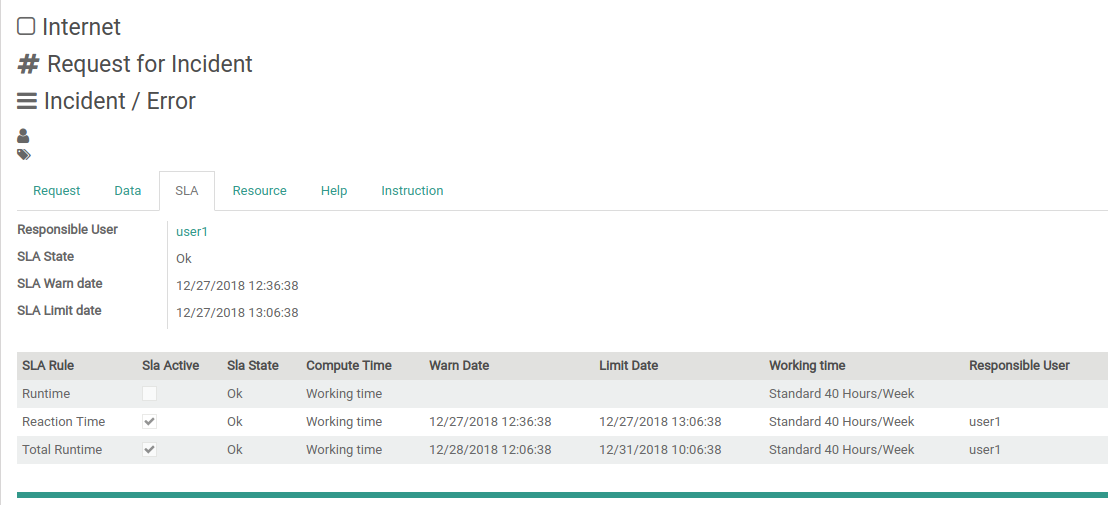 Internet
# Request for Incident
Incident / Error
Request Data SLA Resource Help Instruction
Responsible User user1
SLA State Ok
SLA Warn date 12/27/2018 12:36:38
SLA Limit date 12/27/2018 13:06:38
SLA Rule Sla Active Sla State Compute Time Warn Date Limit Date Working time Responsible User
Runtime Ok Working time Standard 40 Hours/Week
Reaction Time Ok Working time 12/27/2018 12:36:38 12/27/2018 13:06:38 Standard 40 Hours/Week user1
Total Runtime Ok Working time 12/28/2018 12:06:38 12/31/2018 10:06:38 Standard 40 Hours/Week user1